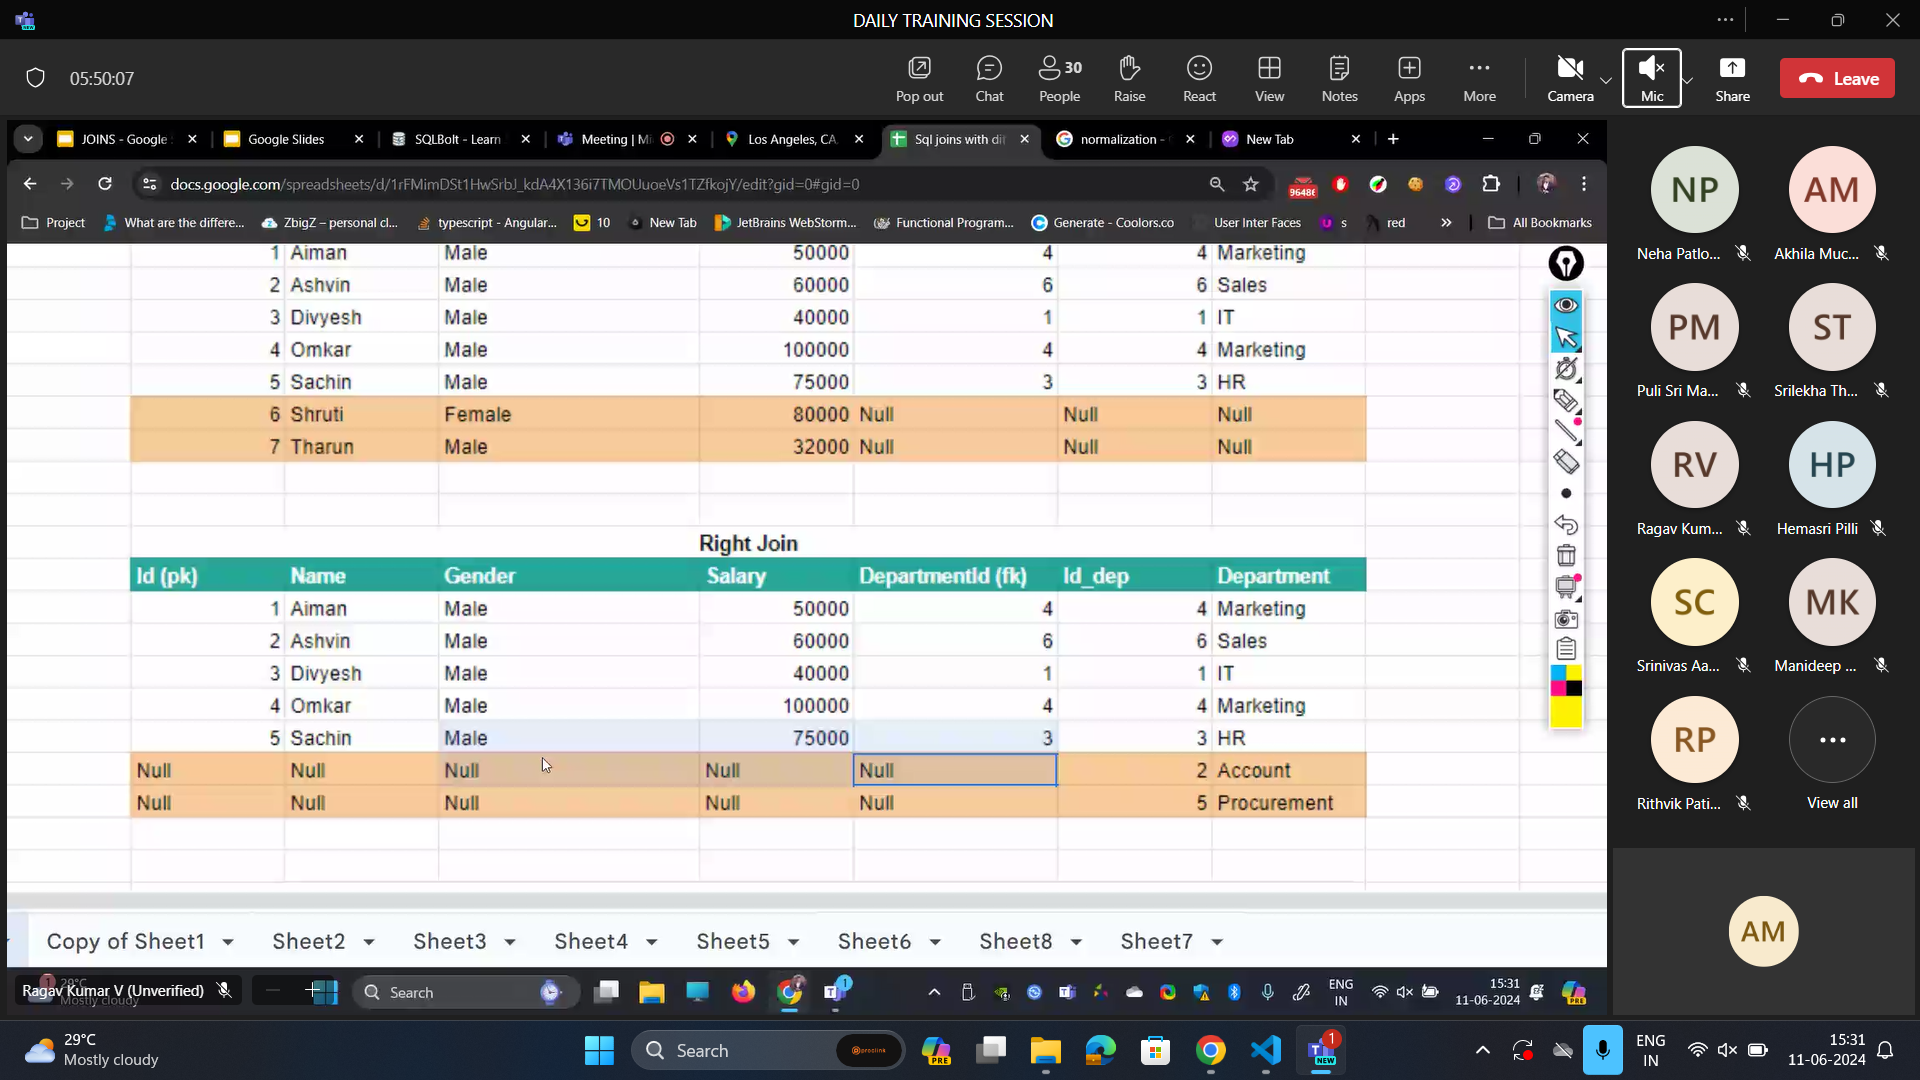 DAILY TRAINING SESSION
05:50:07
Pop out
Chat
30
People
Raise
React
View
Notes
Apps
More
Camera
Mic
Share
Leave
JOINS - Google
Google Slides
SQLBolt - Learn
Meeting | Mi
Los Angeles, CA
Sql joins with dif
normalization -
New Tab
docs.google.com/spreadsheets/d/1rFMimDSt1HwSrbJ_kdA4X136i7TMOUuoeVs1TZfkojY/edit?gid=0#gid=0
Project
What are the differe...
ZbigZ – personal cl...
typescript - Angular...
10
New Tab
JetBrains WebStorm...
Functional Program...
Generate - Coolors.co
User Inter Faces
s
red
All Bookmarks
1 Aiman Male 50000 4 4 Marketing
2 Ashvin Male 60000 6 6 Sales
3 Divyesh Male 40000 1 1 IT
4 Omkar Male 100000 4 4 Marketing
5 Sachin Male 75000 3 3 HR
6 Shruti Female 80000 Null Null Null
7 Tharun Male 32000 Null Null Null
Right Join
Id (pk) Name Gender Salary DepartmentId (fk) Id_dep Department
1 Aiman Male 50000 4 4 Marketing
2 Ashvin Male 60000 6 6 Sales
3 Divyesh Male 40000 1 1 IT
4 Omkar Male 100000 4 4 Marketing
5 Sachin Male 75000 3 3 HR
Null Null Null Null Null 2 Account
Null Null Null Null Null 5 Procurement
Copy of Sheet1 Sheet2 Sheet3 Sheet4 Sheet5 Sheet6 Sheet8 Sheet7
NP
Neha Patlo...
AM
Akhila Muc...
PM
Puli Sri Ma...
ST
Srilekha Th...
RV
Ragav Kum...
HP
Hemasri Pilli
SC
Srinivas Aa...
MK
Manideep ...
RP
Rithvik Pati...
View all
AM
Ragav Kumar V (Unverified)
29°C
Mostly cloudy
Search
1
ENG
IN
15:31
11-06-2024
PRE
29°C
Mostly cloudy
Search
PRE
1
NEW
ENG
IN
15:31
11-06-2024